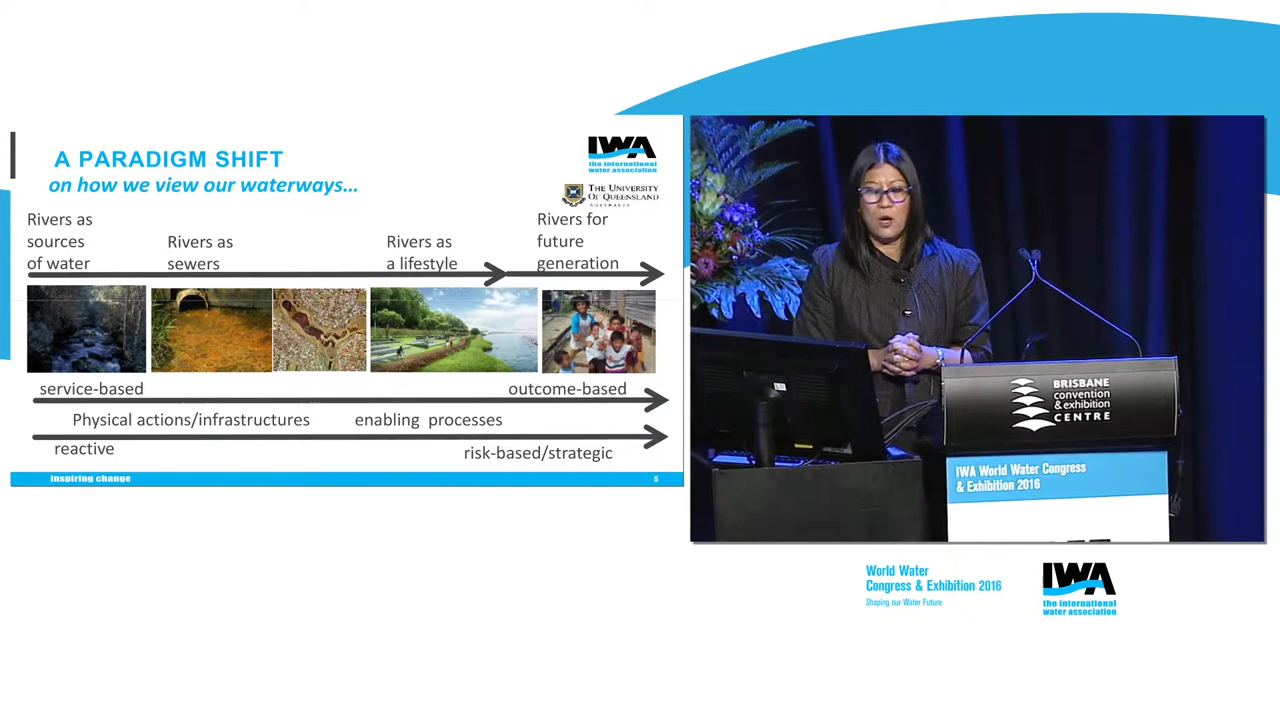 A PARADIGM SHIFT
on how we view our waterways...
IWA
the international
water association
THE UNIVERSITY
OF QUEENSLAND
AUSTRALIA
Rivers as
sources
of water
Rivers as
sewers
Rivers as
a lifestyle
Rivers for
future
generation
service-based
outcome-based
Physical actions/infrastructures
enabling processes
reactive
risk-based/strategic
inspiring change
5
BRISBANE
convention
& exhibition
CENTRE
IWA World Water Congress
& Exhibition 2016
World Water
Congress & Exhibition 2016
Shaping our Water Future
IWA
the international
water association